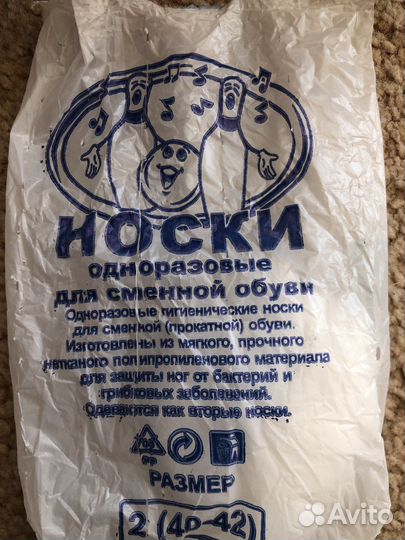 НОСКИ
одноразовые
для сменной обуви
Одноразовые гигиенические носки
для сменной (прокатной) обуви.
Изготовлены из мягкого, прочного
нетканого полипропиленового материала
для защиты ног от бактерий и
грибковых заболеваний.
Одеваются как вторые носки.
PP
РАЗМЕР
2 (40-42)
Avito